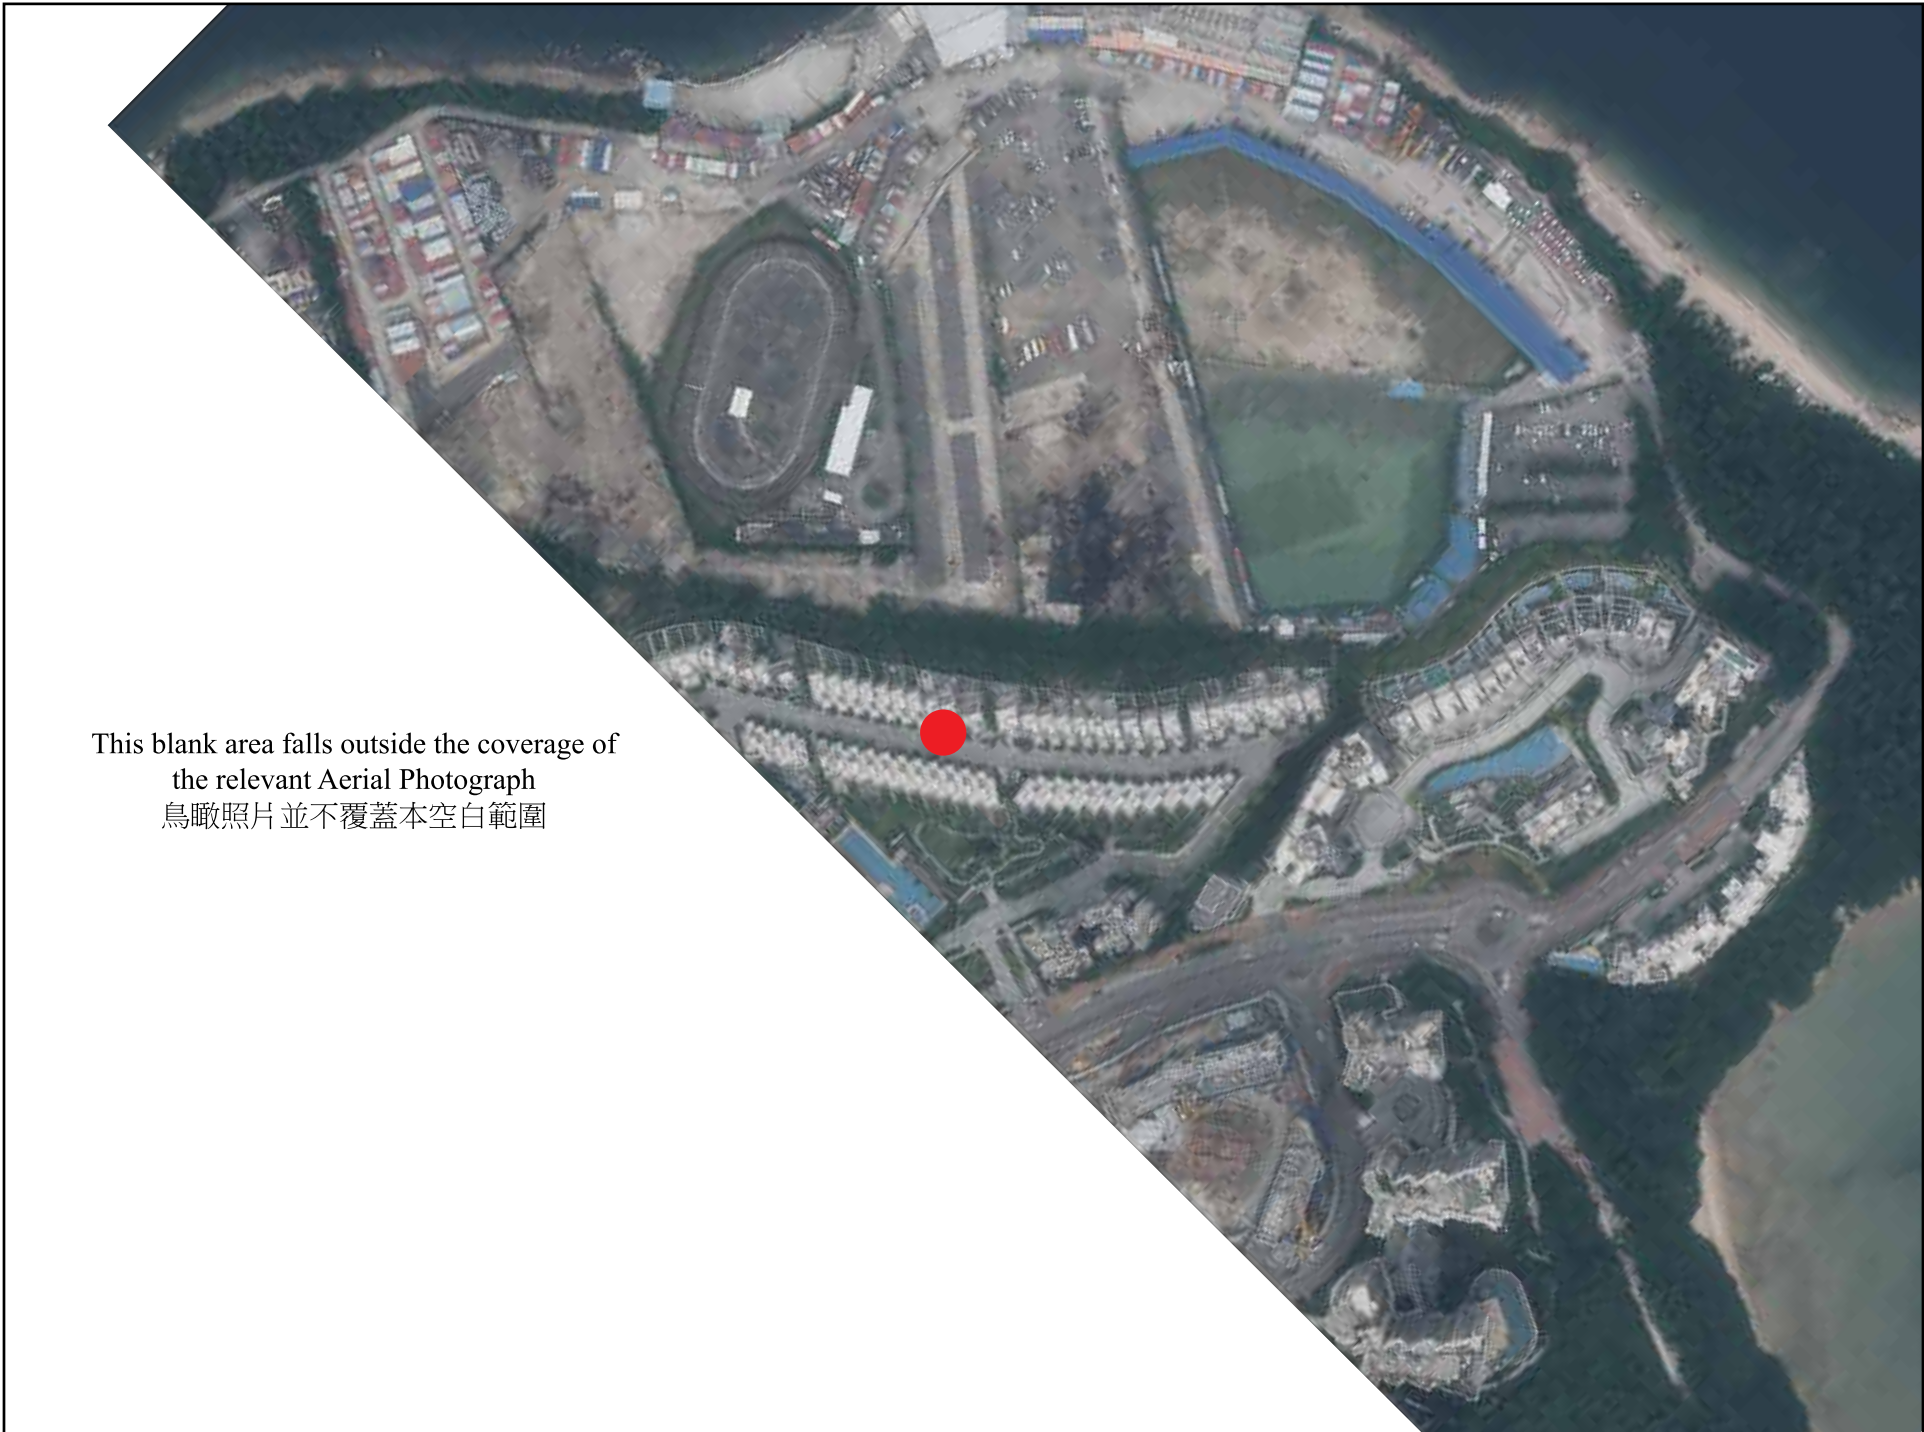 This blank area falls outside the coverage of
the relevant Aerial Photograph
鳥瞰照片並不覆蓋本空白範圍